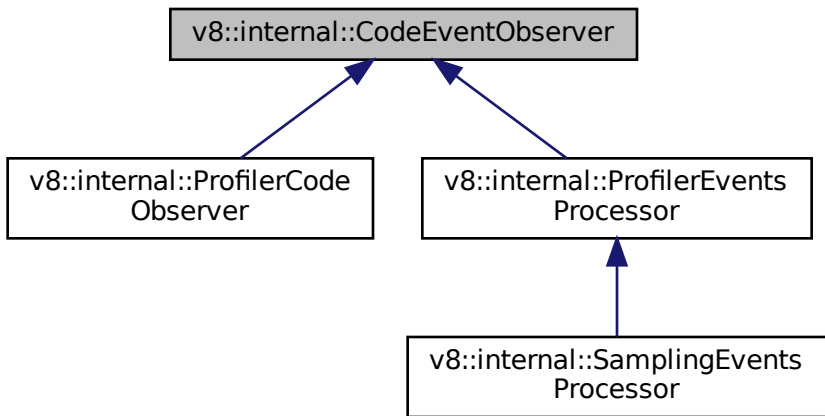 v8::internal::CodeEventObserver
v8::internal::ProfilerCode
Observer
v8::internal::ProfilerEvents
Processor
v8::internal::SamplingEvents
Processor